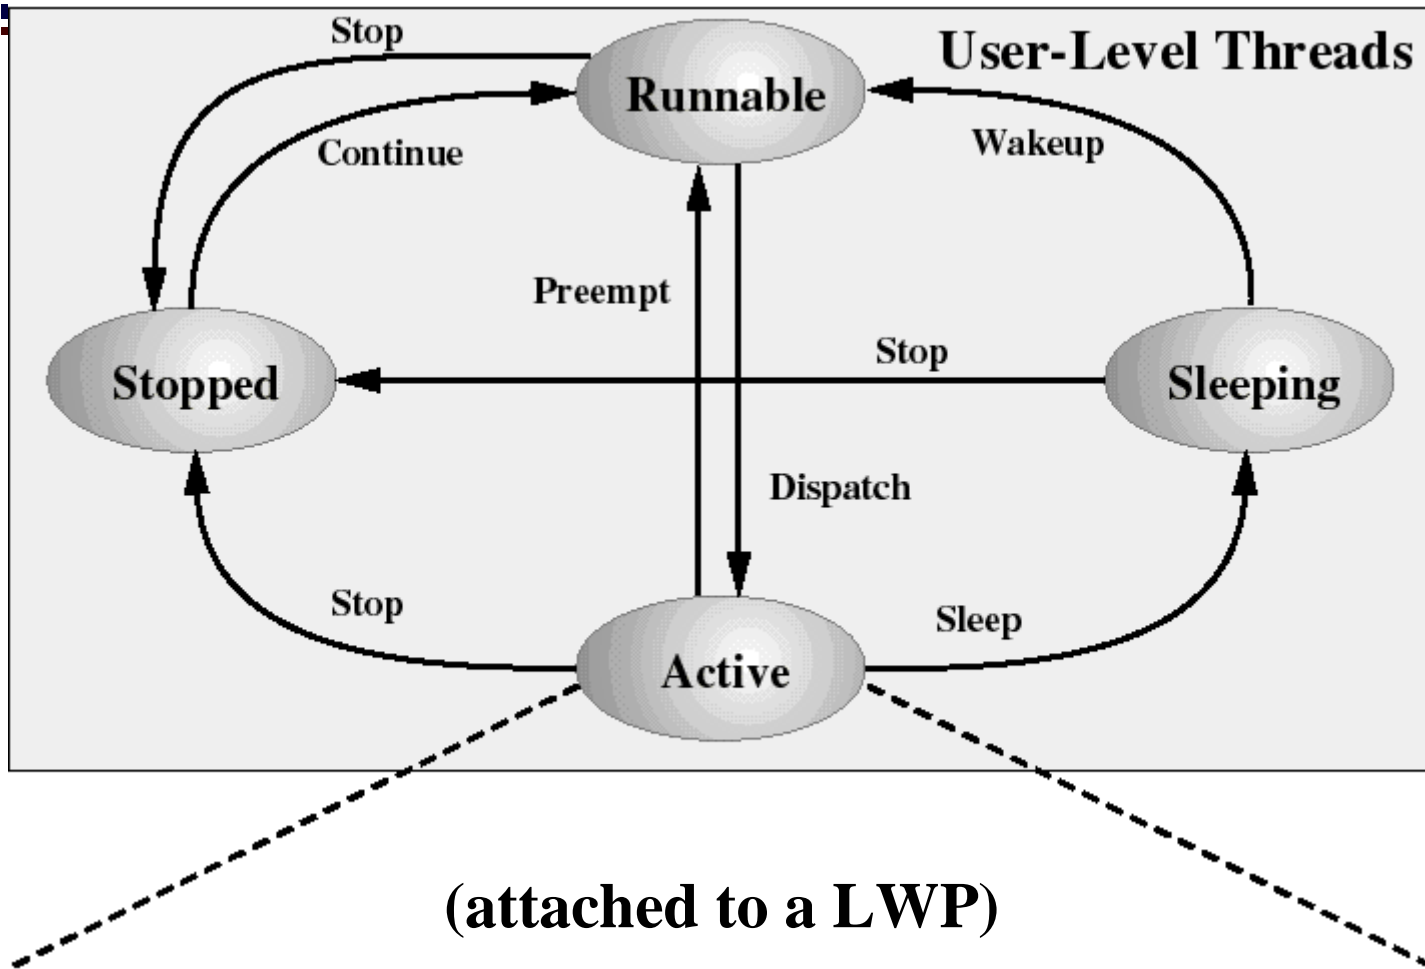 Stop
User-Level Threads
Runnable
Continue
Wakeup
Preempt
Stop
Stopped
Sleeping
Dispatch
Stop
Sleep
Active
(attached to a LWP)